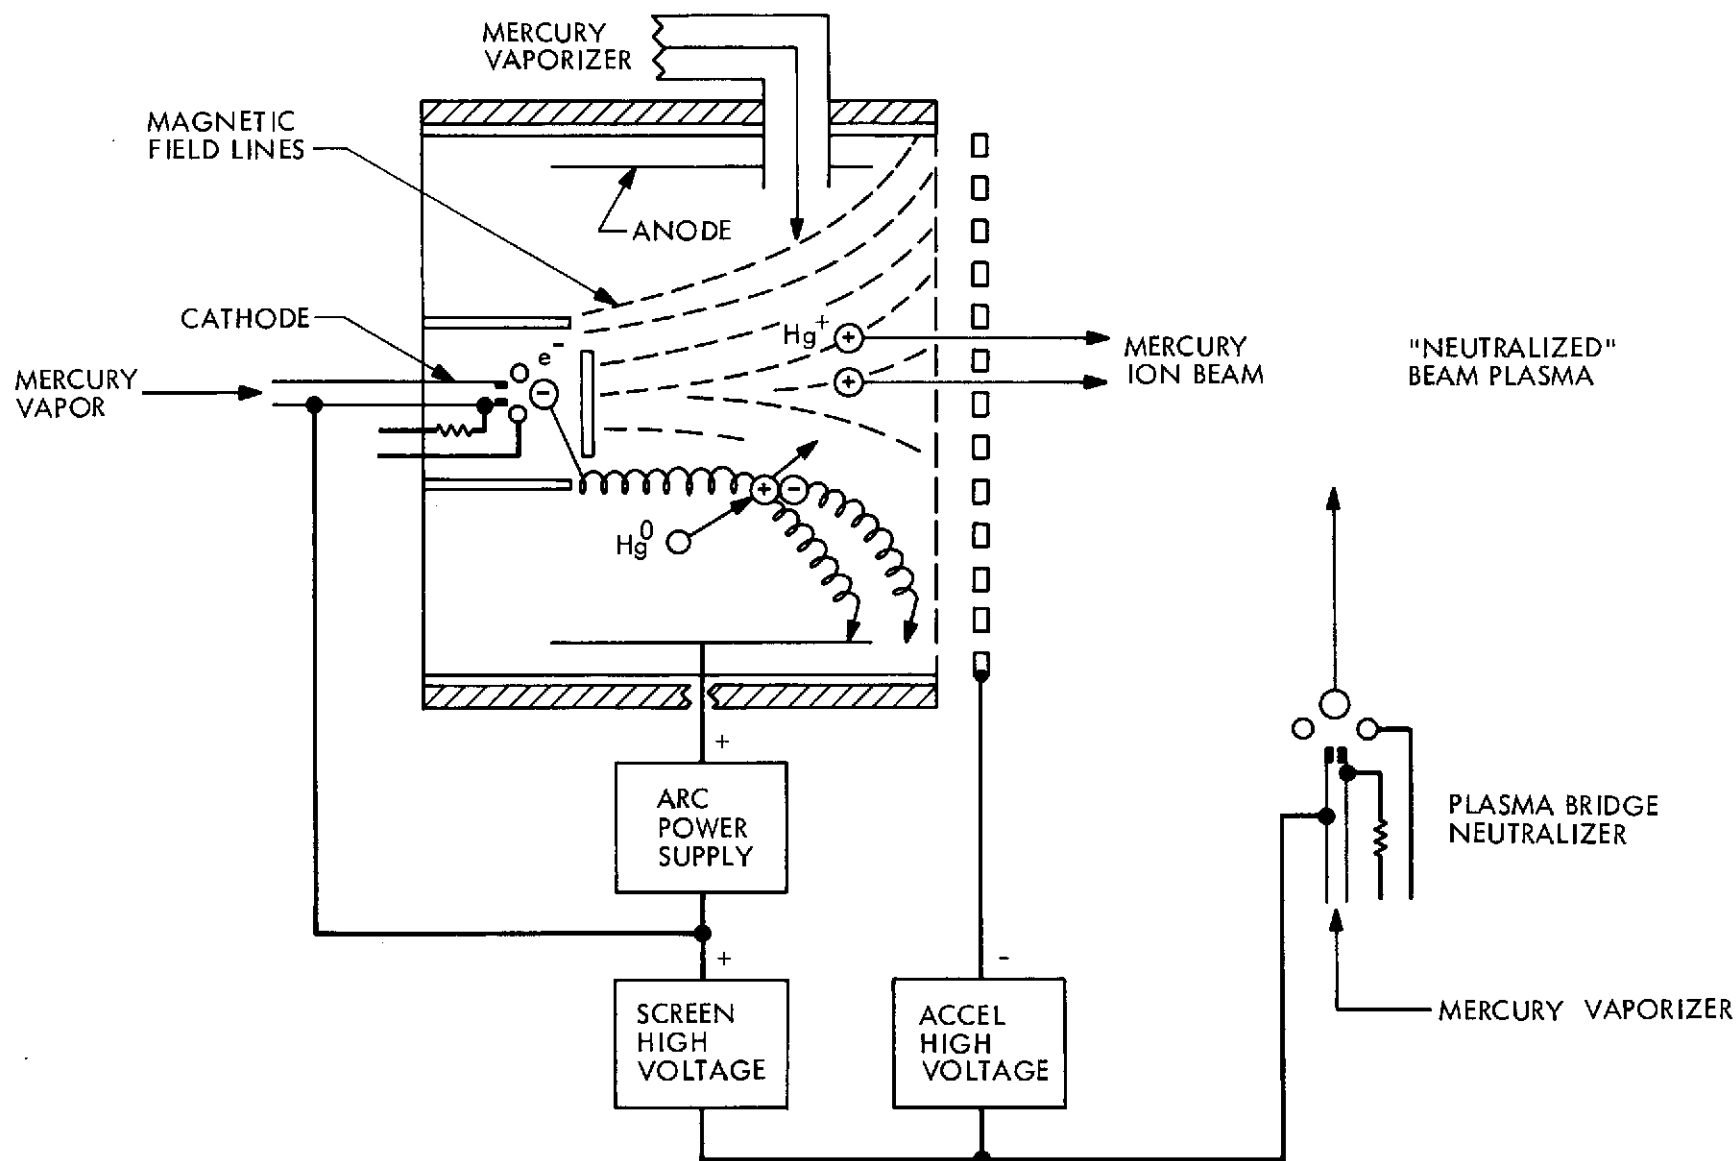 MERCURY
VAPORIZER
MAGNETIC
FIELD LINES
ANODE
CATHODE
e⁻
Hg⁺
MERCURY
VAPOR
MERCURY
ION BEAM
"NEUTRALIZED"
BEAM PLASMA
Hg⁰
+
ARC
POWER
SUPPLY
+
SCREEN
HIGH
VOLTAGE
-
ACCEL
HIGH
VOLTAGE
PLASMA BRIDGE
NEUTRALIZER
MERCURY VAPORIZER